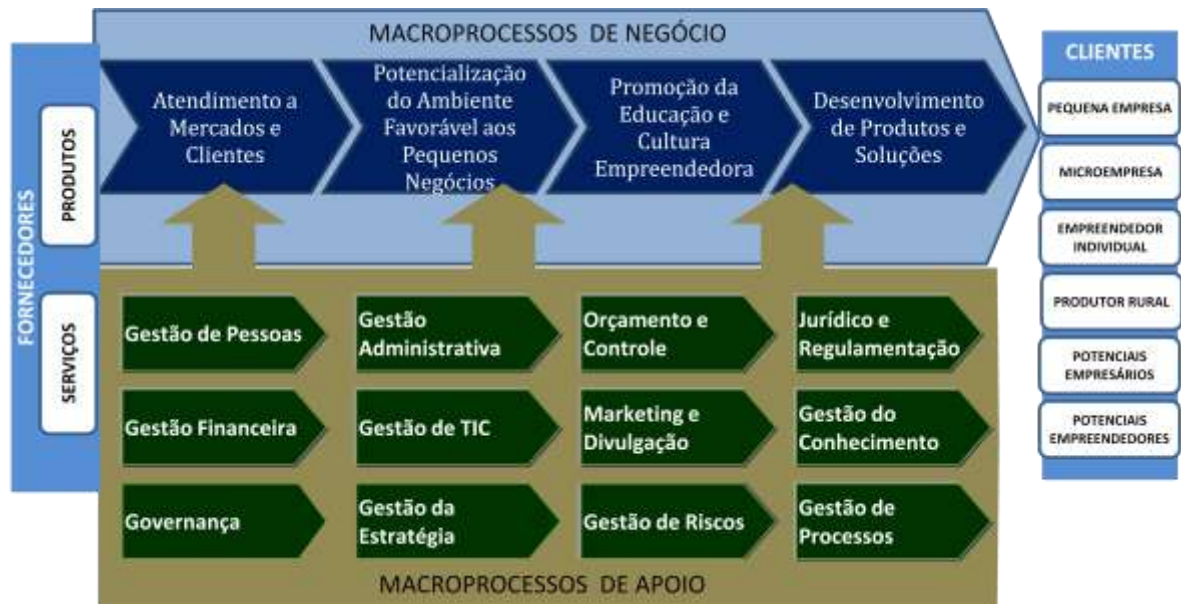 MACROPROCESSOS DE NEGÓCIO
FORNECEDORES
PRODUTOS
SERVIÇOS
Atendimento a
Mercados e
Clientes
Potencialização
do Ambiente
Favorável aos
Pequenos
Negócios
Promoção da
Educação e
Cultura
Empreendedora
Desenvolvimento
de Produtos e
Soluções
Gestão de Pessoas
Gestão
Administrativa
Orçamento e
Controle
Jurídico e
Regulamentação
Gestão Financeira
Gestão de TIC
Marketing e
Divulgação
Gestão do
Conhecimento
Governança
Gestão da
Estratégia
Gestão de Riscos
Gestão de
Processos
MACROPROCESSOS DE APOIO
CLIENTES
PEQUENA EMPRESA
MICROEMPRESA
EMPREENDEDOR
INDIVIDUAL
PRODUTOR RURAL
POTENCIAIS
EMPRESÁRIOS
POTENCIAIS
EMPREENDEDORES